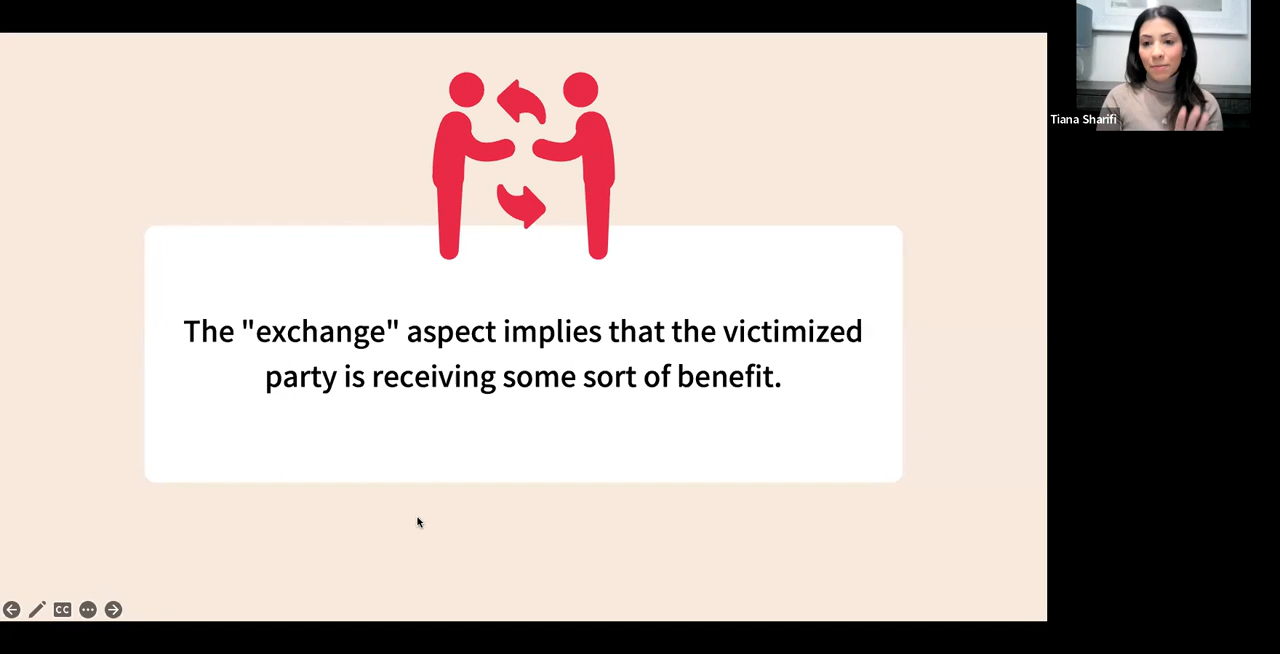 Tiana Sharifi
The "exchange" aspect implies that the victimized
party is receiving some sort of benefit.
CC